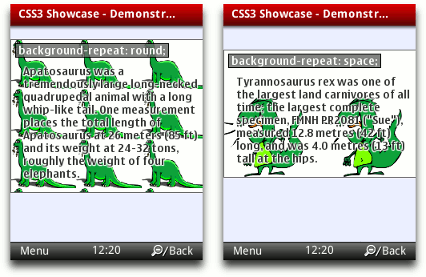 CSS3 Showcase - Demonstr...
background-repeat: round;
Apatosaurus was a
tremendously large, long-necked
quadrupedal animal with a long
whip-like tail. One measurement
places the total length of
Apatosaurus at 26 metres (85 ft)
and its weight at 24–32 tons,
roughly the weight of four
elephants.
Menu 12:20 /Back
CSS3 Showcase - Demonstr...
background-repeat: space;
Tyrannosaurus rex was one of
the largest land carnivores of all
time; the largest complete
specimen, FMNH PR2081 ("Sue"),
measured 12.8 metres (42 ft)
long, and was 4.0 metres (13 ft)
tall at the hips.
Menu 12:20 /Back